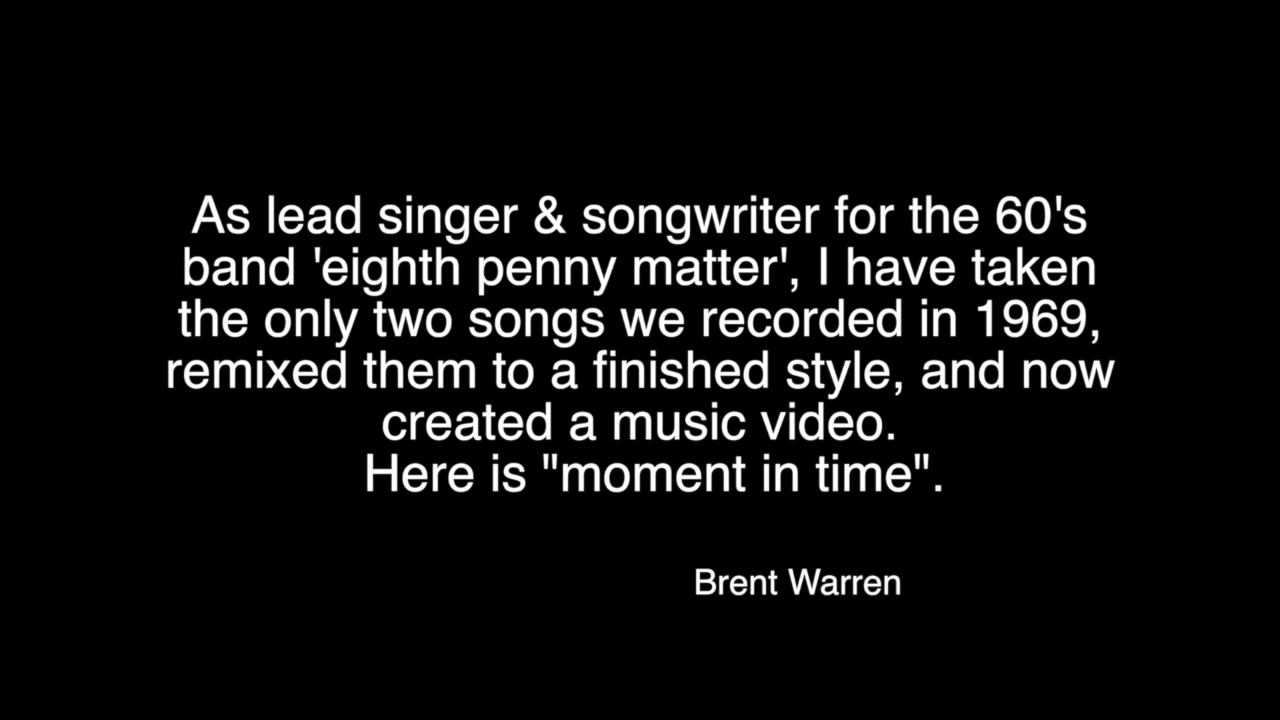 As lead singer & songwriter for the 60's
band 'eighth penny matter', I have taken
the only two songs we recorded in 1969,
remixed them to a finished style, and now
created a music video.
Here is "moment in time".
Brent Warren